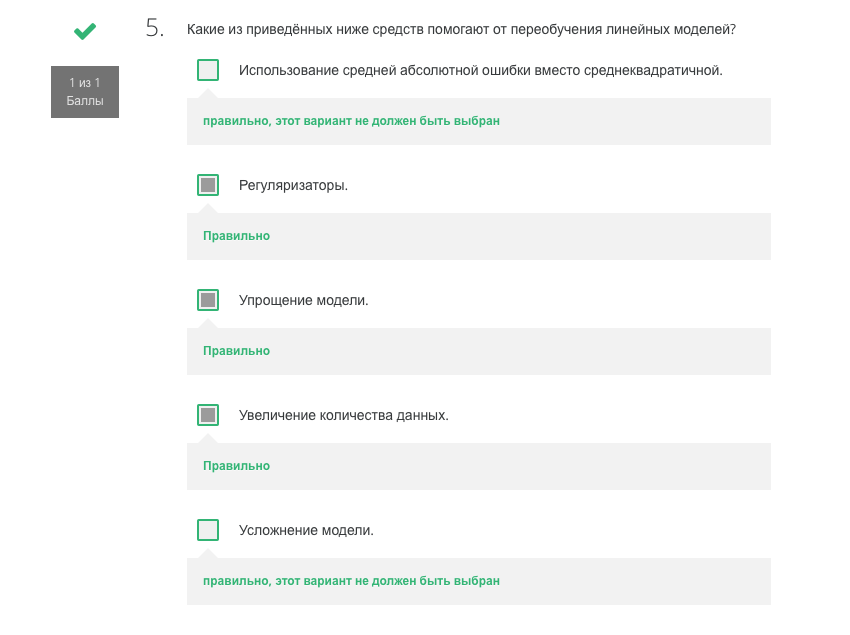 5. Какие из приведённых ниже средств помогают от переобучения линейных моделей?
1 из 1
Баллы
Использование средней абсолютной ошибки вместо среднеквадратичной.
правильно, этот вариант не должен быть выбран
Регуляризаторы.
Правильно
Упрощение модели.
Правильно
Увеличение количества данных.
Правильно
Усложнение модели.
правильно, этот вариант не должен быть выбран